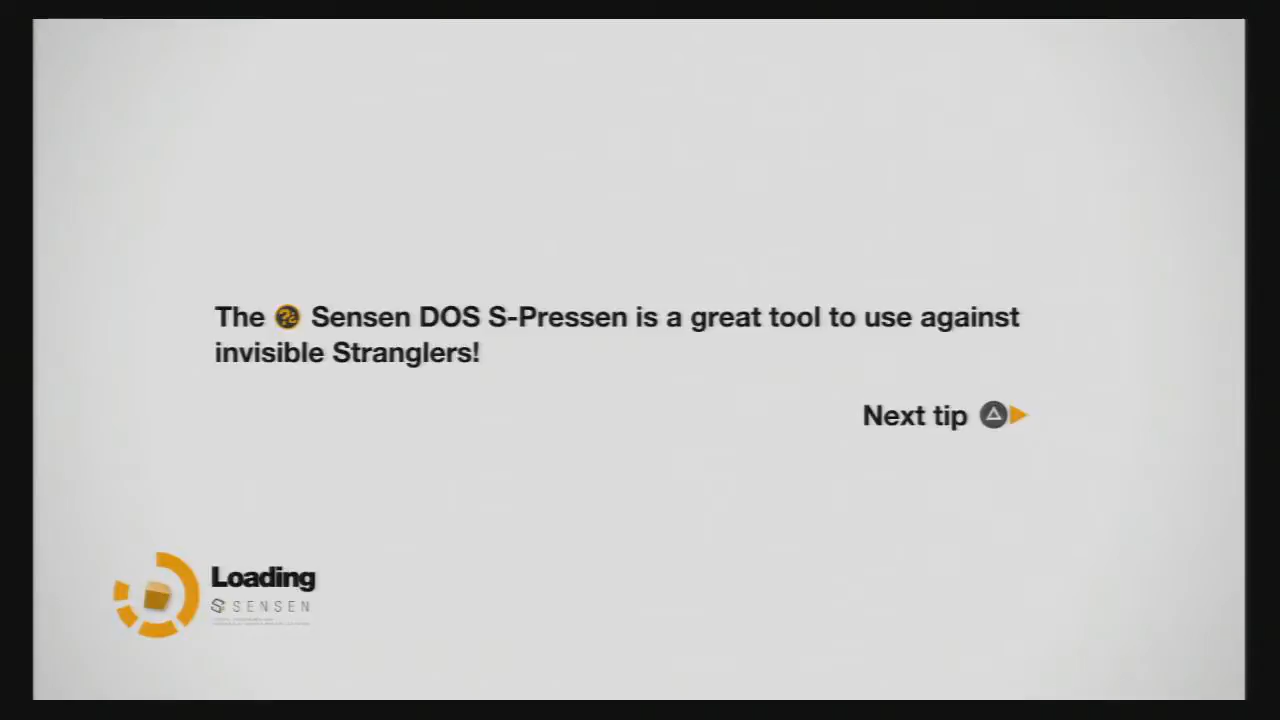 The Sensen DOS S-Pressen is a great tool to use against
invisible Stranglers!
Next tip
Loading
SENSEN